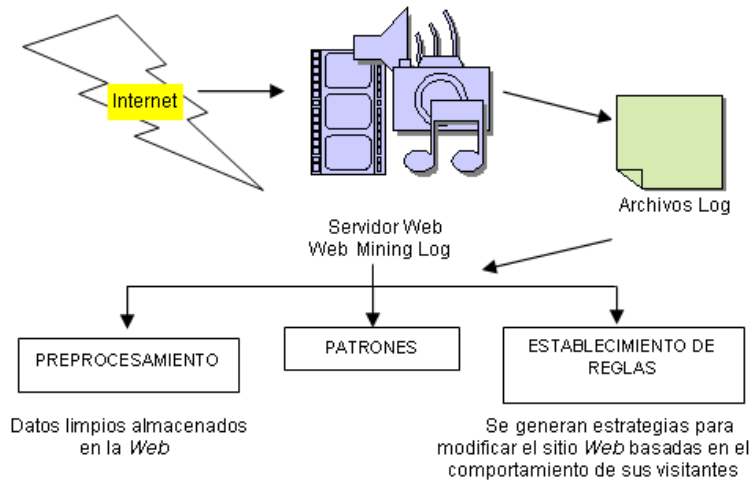 Internet
Archivos Log
Servidor Web
Web Mining Log
PREPROCESAMIENTO
PATRONES
ESTABLECIMIENTO DE
REGLAS
Datos limpios almacenados
en la Web
Se generan estrategias para
modificar el sitio Web basadas en el
comportamiento de sus visitantes